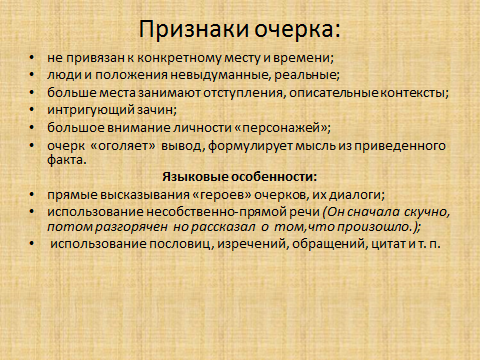 Признаки очерка:
• не привязан к конкретному месту и времени;
• люди и положения невыдуманные, реальные;
• больше места занимают отступления, описательные контексты;
• интригующий зачин;
• большое внимание личности «персонажей»;
• очерк «оголяет» вывод, формулирует мысль из приведенного
факта.
Языковые особенности:
• прямые высказывания «героев» очерков, их диалоги;
• использование несобственно-прямой речи (Он сначала скучно,
потом разгорячен но рассказал о том,что произошло.);
• использование пословиц, изречений, обращений, цитат и т. п.